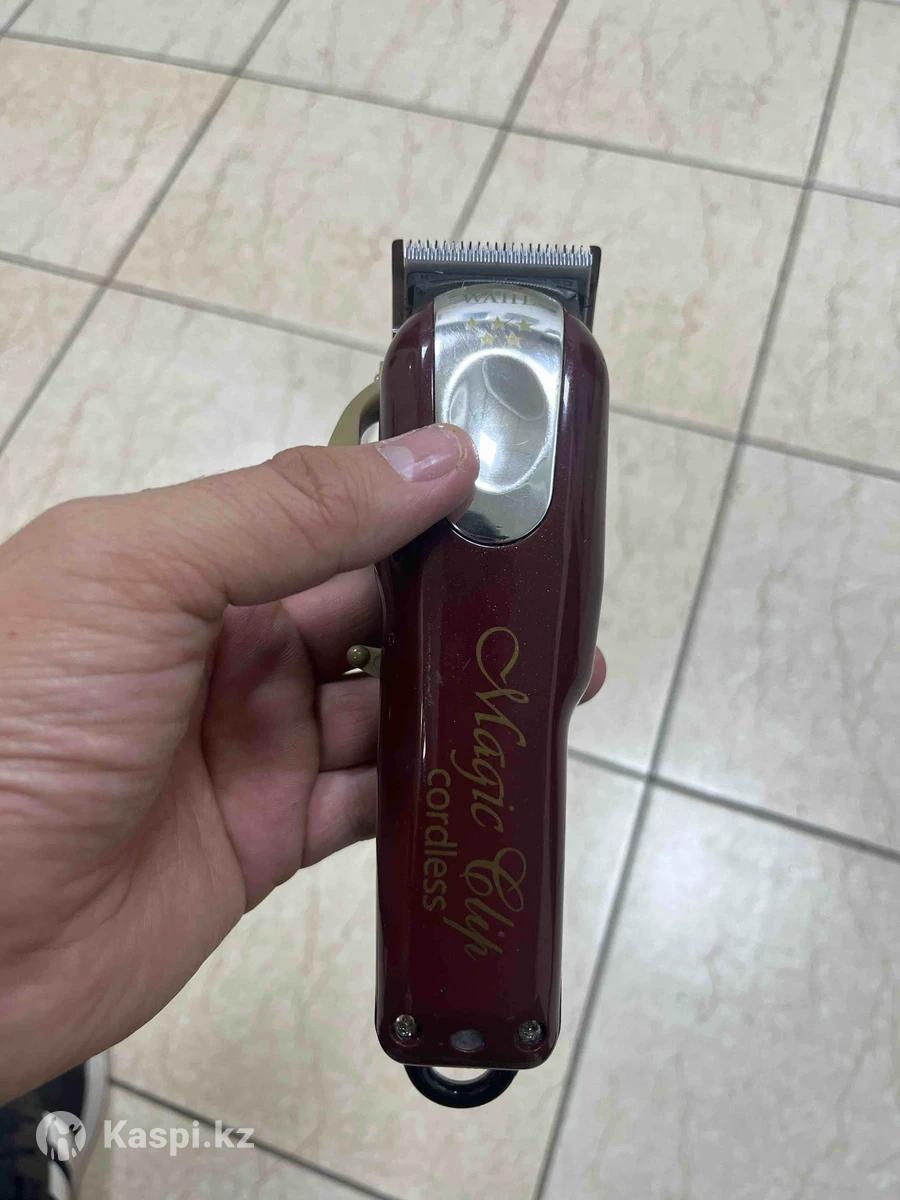 WAHL
Magic Clip
cordless
Kaspi.kz